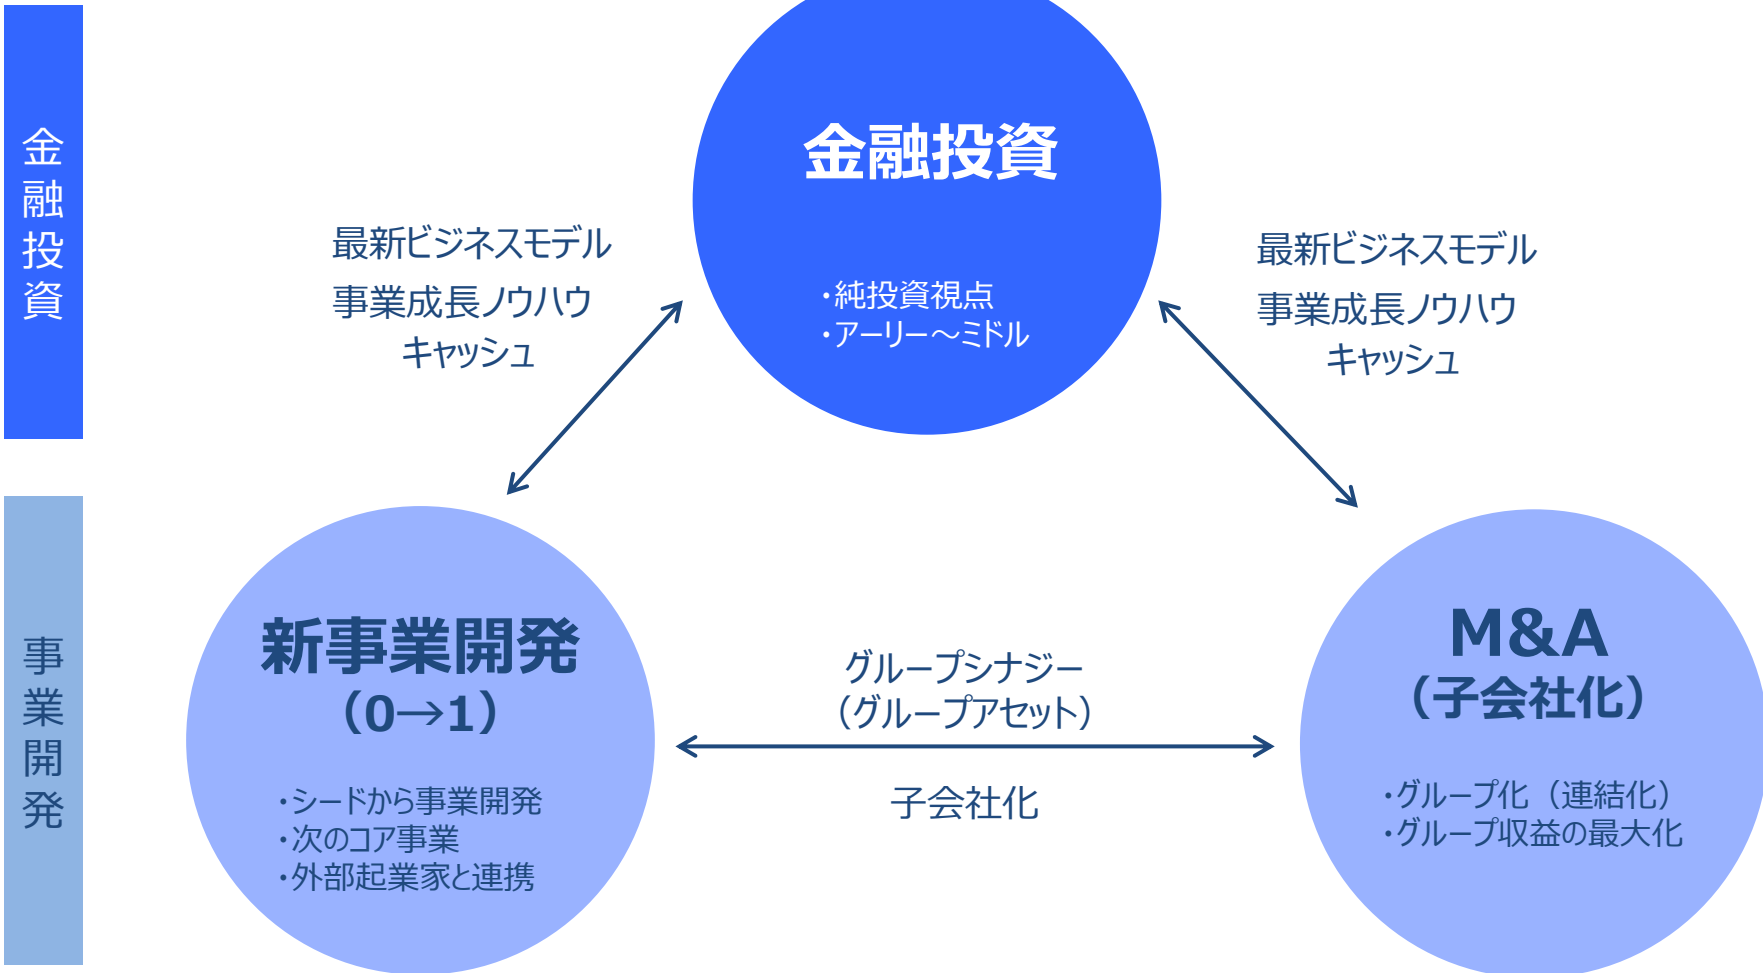 金融投資
金融投資
・純投資視点
・アーリー～ミドル
最新ビジネスモデル
事業成長ノウハウ
キャッシュ
最新ビジネスモデル
事業成長ノウハウ
キャッシュ
事業開発
新事業開発
（0→1）
・シードから事業開発
・次のコア事業
・外部起業家と連携
グループシナジー
（グループアセット）
子会社化
M&A
（子会社化）
・グループ化（連結化）
・グループ収益の最大化